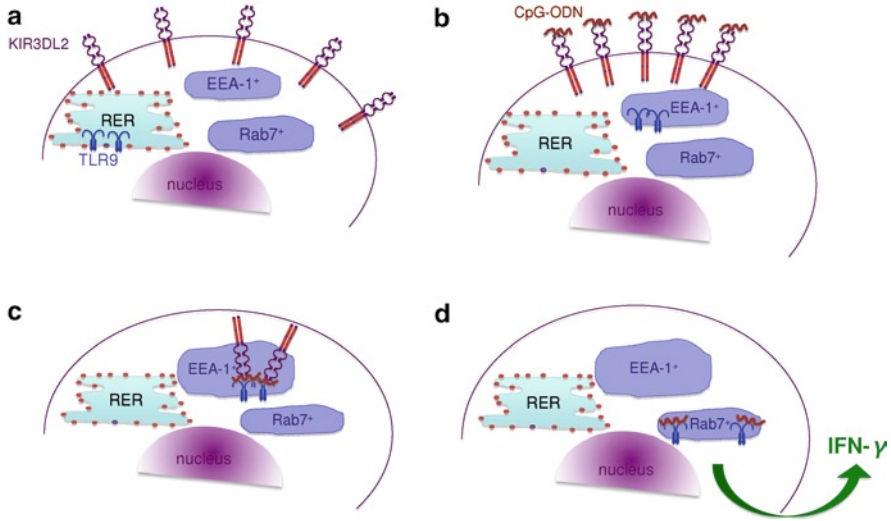 a
KIR3DL2
EEA-1⁺
RER
Rab7⁺
TLR9
nucleus
b
CpG-ODN
EEA-1⁺
RER
Rab7⁺
nucleus
c
EEA-1⁺
RER
Rab7⁺
nucleus
d
EEA-1⁺
RER
Rab7⁺
nucleus
IFN-γ